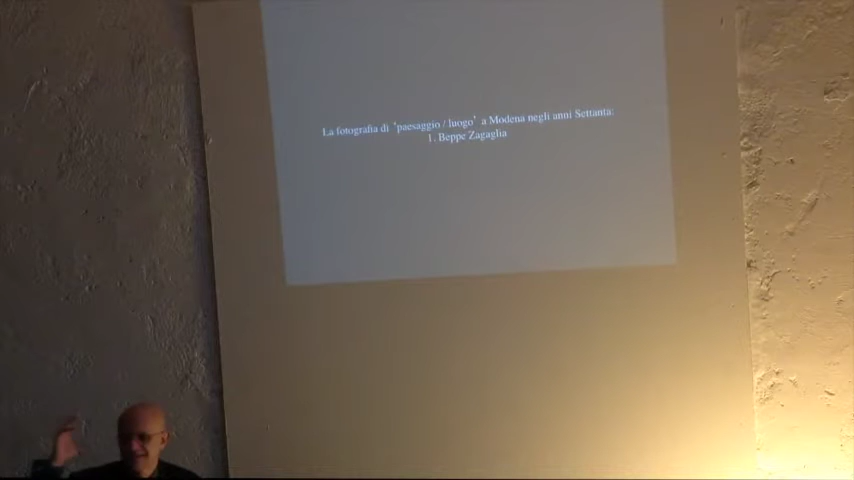 La fotografia di 'paesaggio / luogo' a Modena negli anni Settanta:
1. Beppe Zagaglia